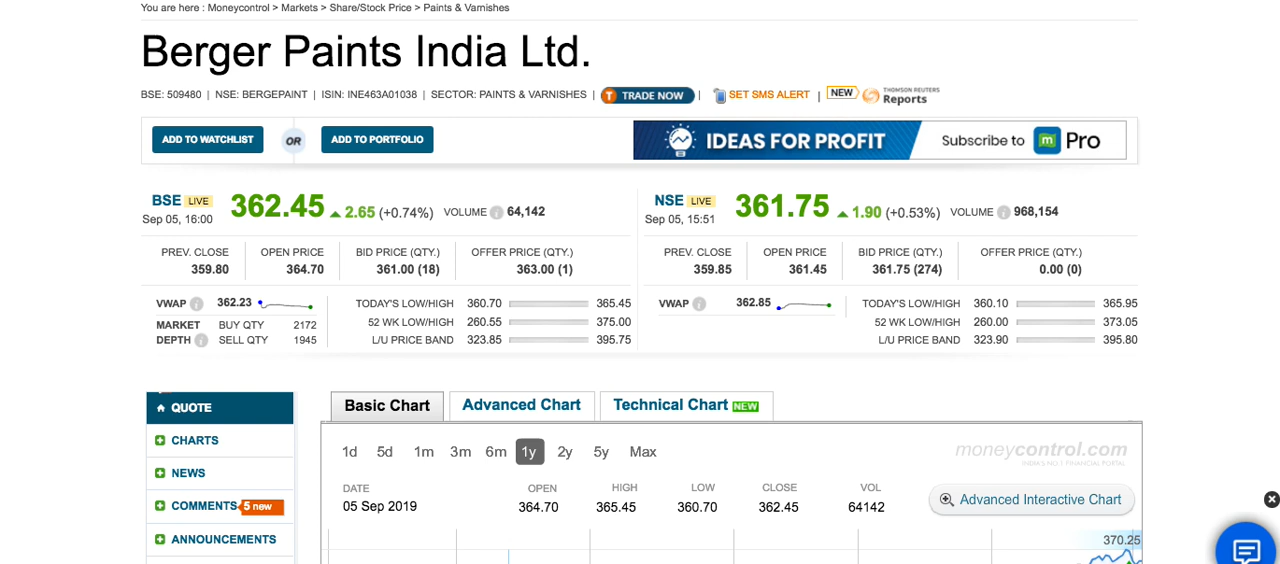 You are here : Moneycontrol > Markets > Share/Stock Price > Paints & Varnishes
Berger Paints India Ltd.
BSE: 509480 | NSE: BERGEPAINT | ISIN: INE463A01038 | SECTOR: PAINTS & VARNISHES | T TRADE NOW | SET SMS ALERT | NEW THOMSON REUTERS Reports
ADD TO WATCHLIST OR ADD TO PORTFOLIO IDEAS FOR PROFIT Subscribe to m Pro
BSE LIVE 362.45 2.65 (+0.74%) VOLUME i 64,142
Sep 05, 16:00
PREV. CLOSE OPEN PRICE BID PRICE (QTY.) OFFER PRICE (QTY.)
359.80 364.70 361.00 (18) 363.00 (1)
VWAP i 362.23
MARKET DEPTH i BUY QTY 2172
SELL QTY 1945
TODAY'S LOW/HIGH 360.70 365.45
52 WK LOW/HIGH 260.55 375.00
L/U PRICE BAND 323.85 395.75
NSE LIVE 361.75 1.90 (+0.53%) VOLUME i 968,154
Sep 05, 15:51
PREV. CLOSE OPEN PRICE BID PRICE (QTY.) OFFER PRICE (QTY.)
359.85 361.45 361.75 (274) 0.00 (0)
VWAP i 362.85
TODAY'S LOW/HIGH 360.10 365.95
52 WK LOW/HIGH 260.00 373.05
L/U PRICE BAND 323.90 395.80
QUOTE
CHARTS
NEWS
COMMENTS 5 new
ANNOUNCEMENTS
Basic Chart Advanced Chart Technical Chart NEW
1d 5d 1m 3m 6m 1y 2y 5y Max
moneycontrol.com
INDIA'S NO.1 FINANCIAL PORTAL
DATE OPEN HIGH LOW CLOSE VOL
05 Sep 2019 364.70 365.45 360.70 362.45 64142
Advanced Interactive Chart
370.25